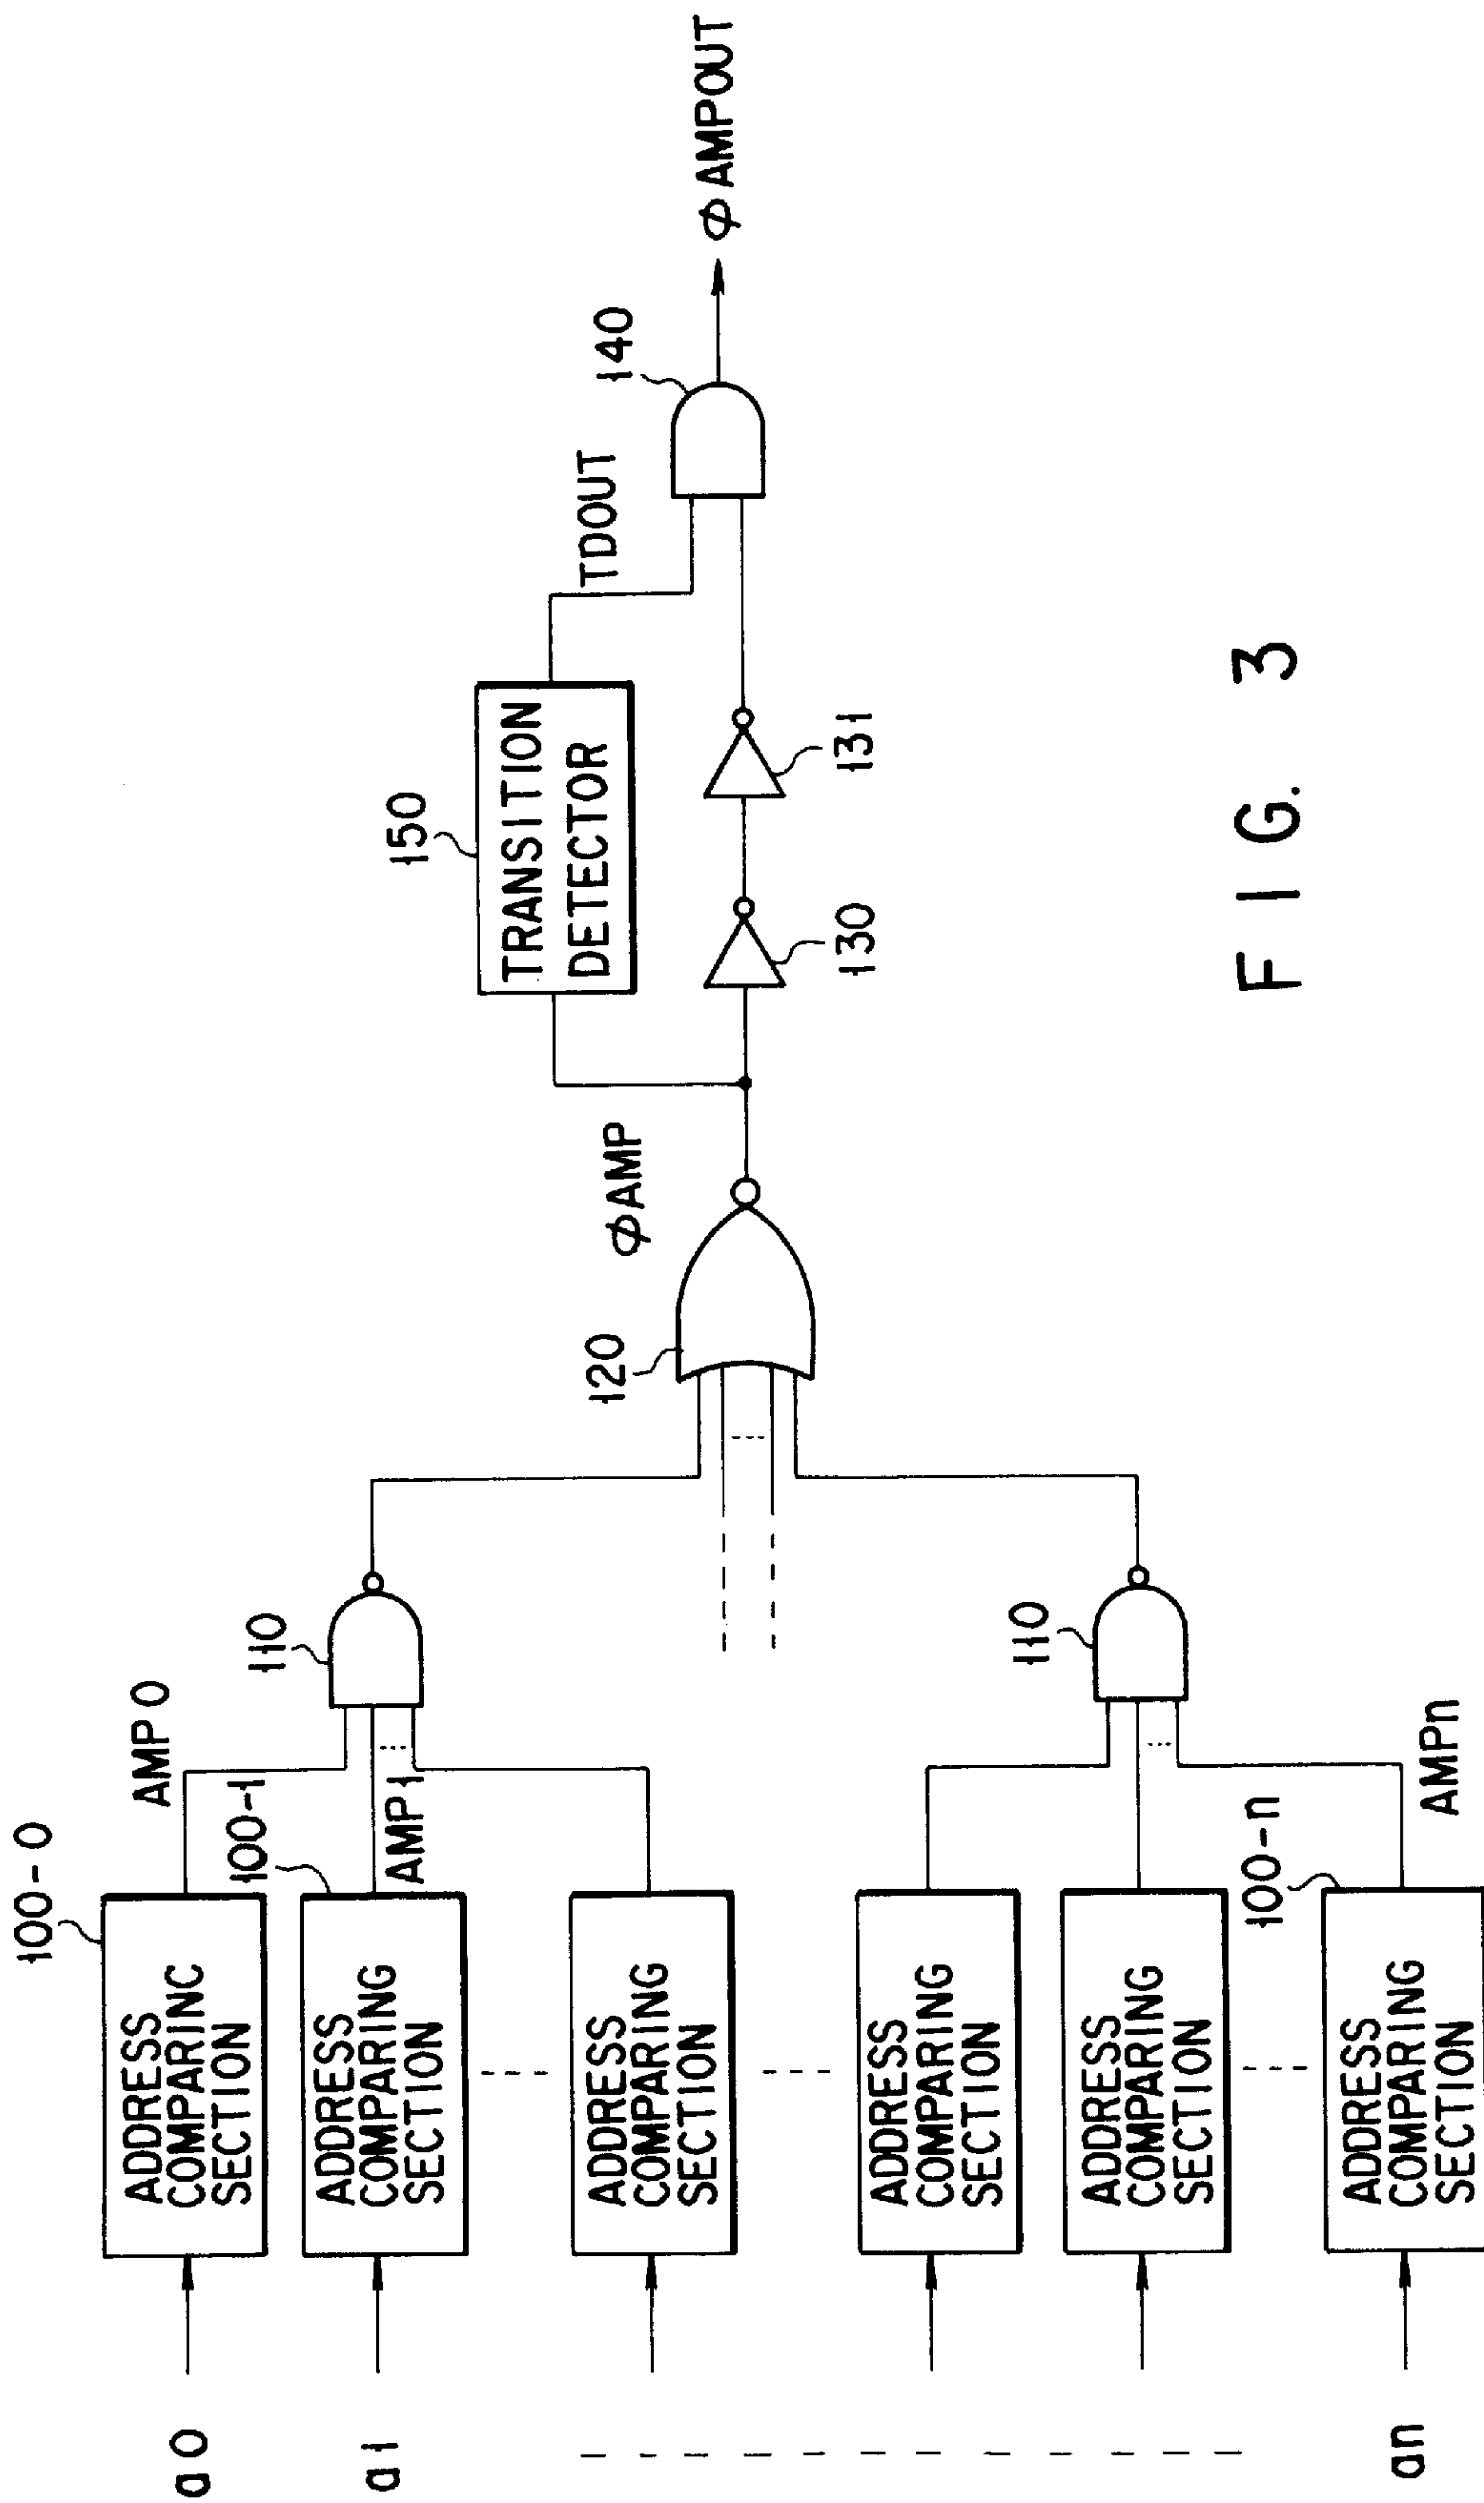 100-0
ADDRESS
COMPARING
SECTION
a0
AMP0
100-1
ADDRESS
COMPARING
SECTION
a1
AMP1
110
ADDRESS
COMPARING
SECTION
120
φAMP
150
TRANSITION
DETECTOR
TDOUT
130
131
140
φAMPOUT
ADDRESS
COMPARING
SECTION
110
ADDRESS
COMPARING
SECTION
100-n
ADDRESS
COMPARING
SECTION
an
AMPn
FIG. 3